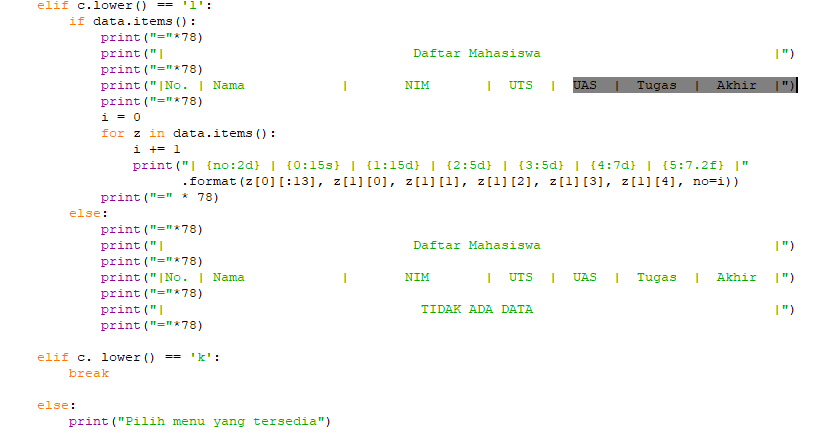 elif c.lower() == 'l':
    if data.items():
        print("="*78)
        print("|                               Daftar Mahasiswa                             |")
        print("="*78)
        print("|No. | Nama            |       NIM       |  UTS  |  UAS  |  Tugas  |  Akhir  |")
        print("="*78)
        i = 0
        for z in data.items():
            i += 1
            print("| {no:2d} | {0:15s} | {1:15d} | {2:5d} | {3:5d} | {4:7d} | {5:7.2f} |"
                  .format(z[0][:13], z[1][0], z[1][1], z[1][2], z[1][3], z[1][4], no=i))
        print("=" * 78)
    else:
        print("="*78)
        print("|                               Daftar Mahasiswa                             |")
        print("="*78)
        print("|No. | Nama            |       NIM       |  UTS  |  UAS  |  Tugas  |  Akhir  |")
        print("="*78)
        print("|                                TIDAK ADA DATA                              |")
        print("="*78)

elif c. lower() == 'k':
    break

else:
    print("Pilih menu yang tersedia")